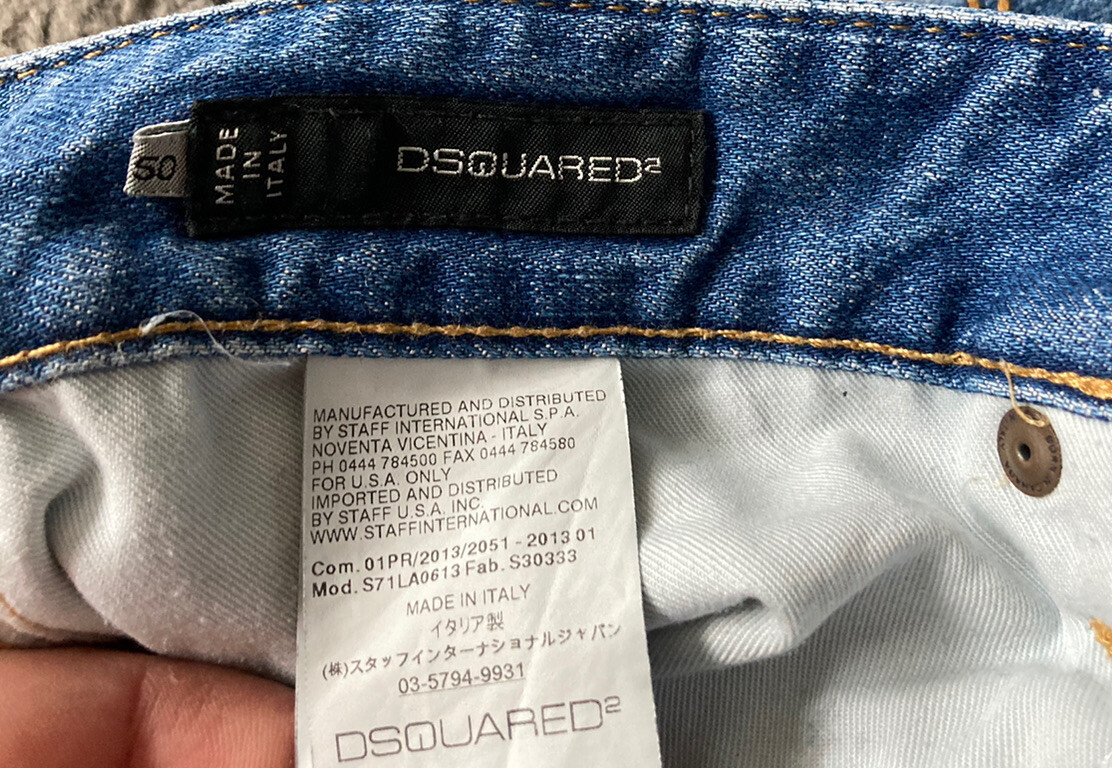 50
MADE
IN
ITALY
DSQUARED²
MANUFACTURED AND DISTRIBUTED
BY STAFF INTERNATIONAL S.P.A.
NOVENTA VICENTINA - ITALY
PH 0444 784500 FAX 0444 784580
FOR U.S.A. ONLY
IMPORTED AND DISTRIBUTED
BY STAFF U.S.A. INC.
WWW.STAFFINTERNATIONAL.COM
Com. 01PR/2013/2051 - 2013 01
Mod. S71LA0613 Fab. S30333
MADE IN ITALY
イタリア製
(株)スタッフインターナショナルジャパン
03-5794-9931
DSQUARED²